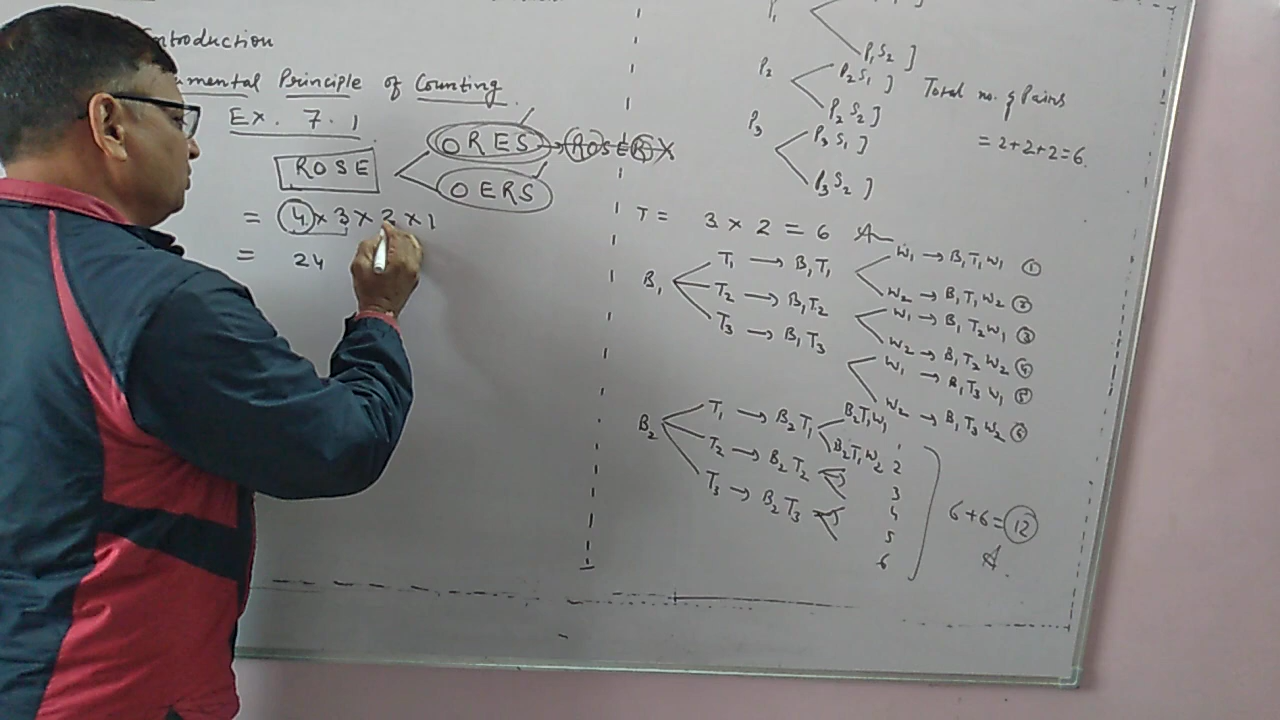 Introduction
umental Principle of Counting.
Ex. 7.1
ROSE
ORES
OERS
= 4 × 3 × 2 × 1
= 24
P₁
P₁S₂]
P₂
P₂S₁]
P₂S₂]
P₃
P₃S₁]
P₃S₂]
Total no. of Pairs
= 2+2+2=6.
T = 3 × 2 = 6
B₁
T₁ → B₁T₁
T₂ → B₁T₂
T₃ → B₁T₃
W₁ → B₁T₁W₁ ①
W₂ → B₁T₁W₂ ②
W₁ → B₁T₂W₁ ③
W₂ → B₁T₂W₂ ④
W₁ → B₁T₃W₁ ⑤
W₂ → B₁T₃W₂ ⑥
B₂
T₁ → B₂T₁
T₂ → B₂T₂
T₃ → B₂T₃
B₂T₁W₁ 1
B₂T₁W₂ 2
3
4
5
6
6+6=12